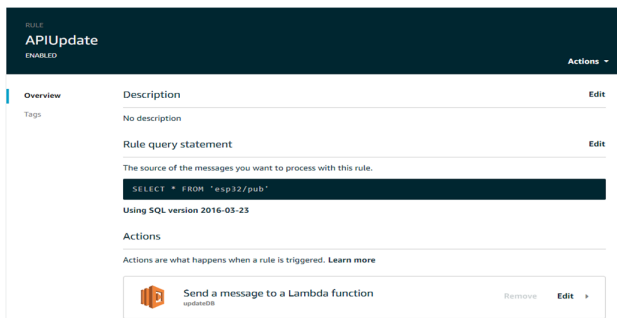 RULE
APIUpdate
ENABLED
Actions
Overview
Tags
Description
Edit
No description
Rule query statement
Edit
The source of the messages you want to process with this rule.
SELECT * FROM 'esp32/pub'
Using SQL version 2016-03-23
Actions
Actions are what happens when a rule is triggered. Learn more
Send a message to a Lambda function
updateDB
Remove
Edit